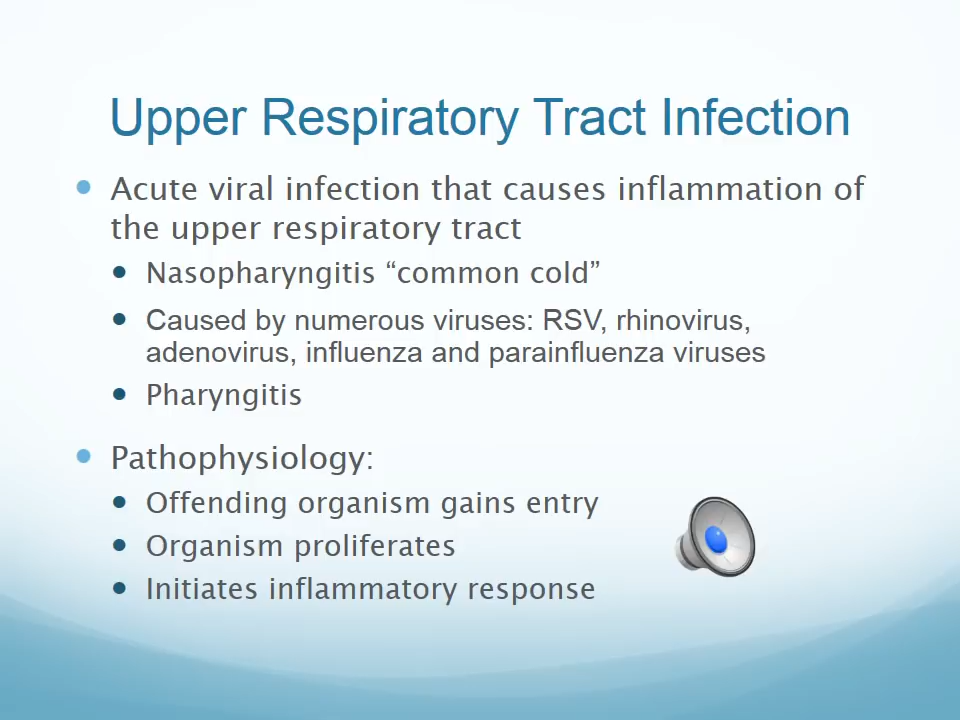 Upper Respiratory Tract Infection
Acute viral infection that causes inflammation of
the upper respiratory tract
Nasopharyngitis “common cold”
Caused by numerous viruses: RSV, rhinovirus,
adenovirus, influenza and parainfluenza viruses
Pharyngitis
Pathophysiology:
Offending organism gains entry
Organism proliferates
Initiates inflammatory response